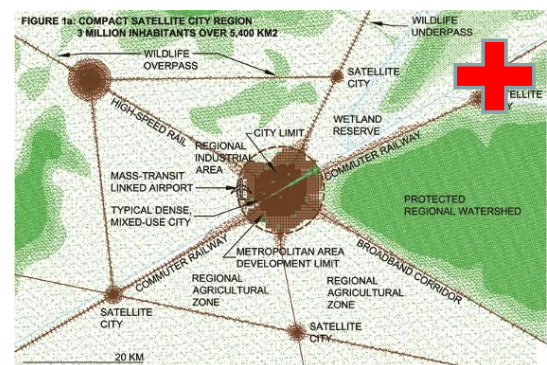 FIGURE 1a: COMPACT SATELLITE CITY REGION
3 MILLION INHABITANTS OVER 5,400 KM2
WILDLIFE
UNDERPASS
WILDLIFE
OVERPASS
SATELLITE
CITY
HIGH-SPEED RAIL
WETLAND
RESERVE
CITY LIMIT
REGIONAL
INDUSTRIAL
AREA
COMMUTER RAILWAY
MASS-TRANSIT
LINKED AIRPORT
PROTECTED
REGIONAL WATERSHED
TYPICAL DENSE,
MIXED-USE CITY
COMMUTER RAILWAY
METROPOLITAN AREA
DEVELOPMENT LIMIT
BROADBAND CORRIDOR
REGIONAL
AGRICULTURAL
ZONE
REGIONAL
AGRICULTURAL
ZONE
SATELLITE
CITY
SATELLITE
CITY
20 KM